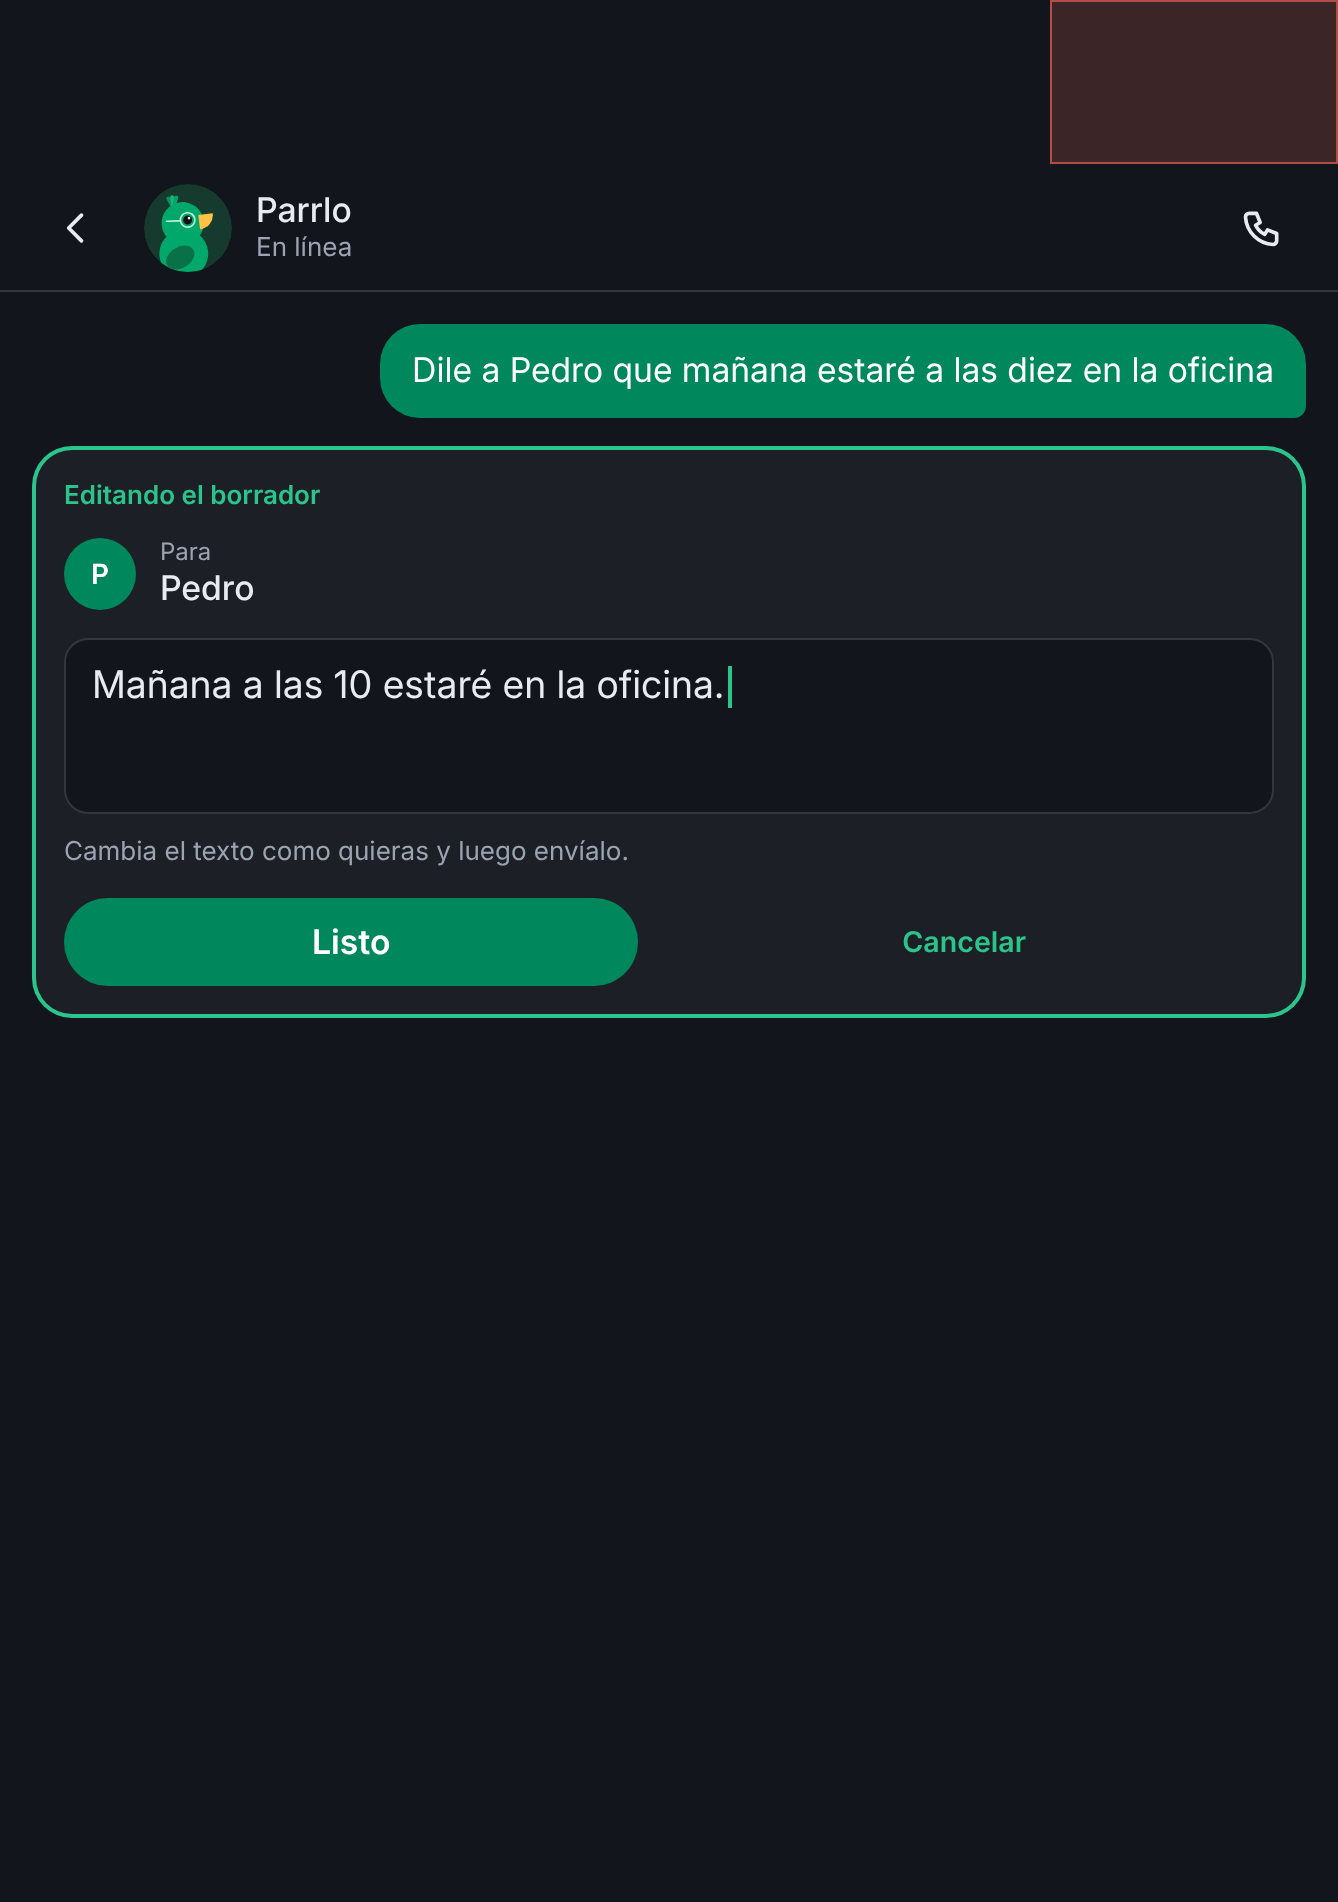 Parrlo
En línea
Dile a Pedro que mañana estaré a las diez en la oficina
Editando el borrador
P
Para
Pedro
Mañana a las 10 estaré en la oficina.
Cambia el texto como quieras y luego envíalo.
Listo
Cancelar